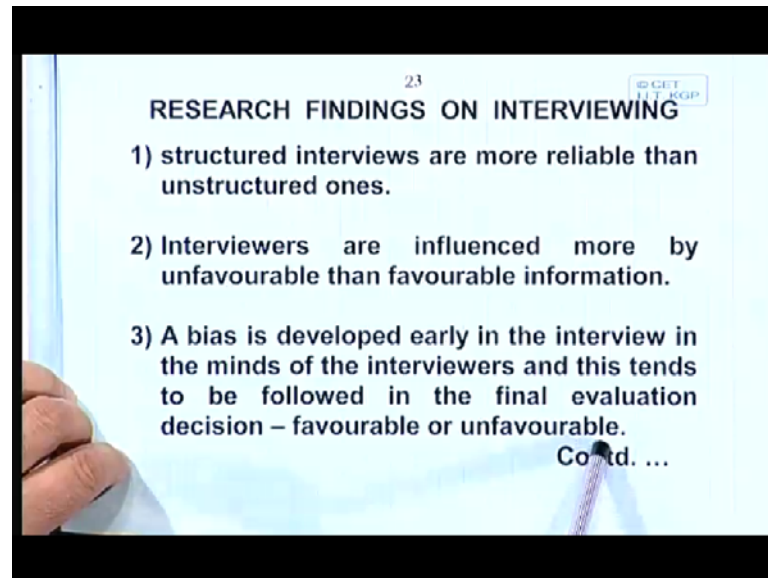 23
© CET
I.I.T. KGP
RESEARCH FINDINGS ON INTERVIEWING
1) structured interviews are more reliable than
unstructured ones.
2) Interviewers are influenced more by
unfavourable than favourable information.
3) A bias is developed early in the interview in
the minds of the interviewers and this tends
to be followed in the final evaluation
decision – favourable or unfavourable.
Contd. ...